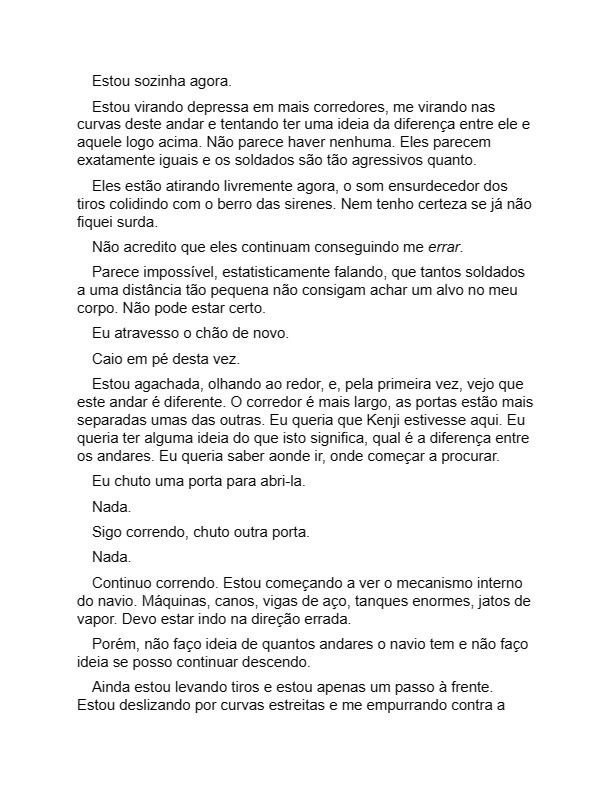 Estou sozinha agora.
Estou virando depressa em mais corredores, me virando nas
curvas deste andar e tentando ter uma ideia da diferença entre ele e
aquele logo acima. Não parece haver nenhuma. Eles parecem
exatamente iguais e os soldados são tão agressivos quanto.
Eles estão atirando livremente agora, o som ensurdecedor dos
tiros colidindo com o berro das sirenes. Nem tenho certeza se já não
fiquei surda.
Não acredito que eles continuam conseguindo me errar.
Parece impossível, estatisticamente falando, que tantos soldados
a uma distância tão pequena não consigam achar um alvo no meu
corpo. Não pode estar certo.
Eu atravesso o chão de novo.
Caio em pé desta vez.
Estou agachada, olhando ao redor, e, pela primeira vez, vejo que
este andar é diferente. O corredor é mais largo, as portas estão mais
separadas umas das outras. Eu queria que Kenji estivesse aqui. Eu
queria ter alguma ideia do que isto significa, qual é a diferença entre
os andares. Eu queria saber aonde ir, onde começar a procurar.
Eu chuto uma porta para abri-la.
Nada.
Sigo correndo, chuto outra porta.
Nada.
Continuo correndo. Estou começando a ver o mecanismo interno
do navio. Máquinas, canos, vigas de aço, tanques enormes, jatos de
vapor. Devo estar indo na direção errada.
Porém, não faço ideia de quantos andares o navio tem e não faço
ideia se posso continuar descendo.
Ainda estou levando tiros e estou apenas um passo à frente.
Estou deslizando por curvas estreitas e me empurrando contra a